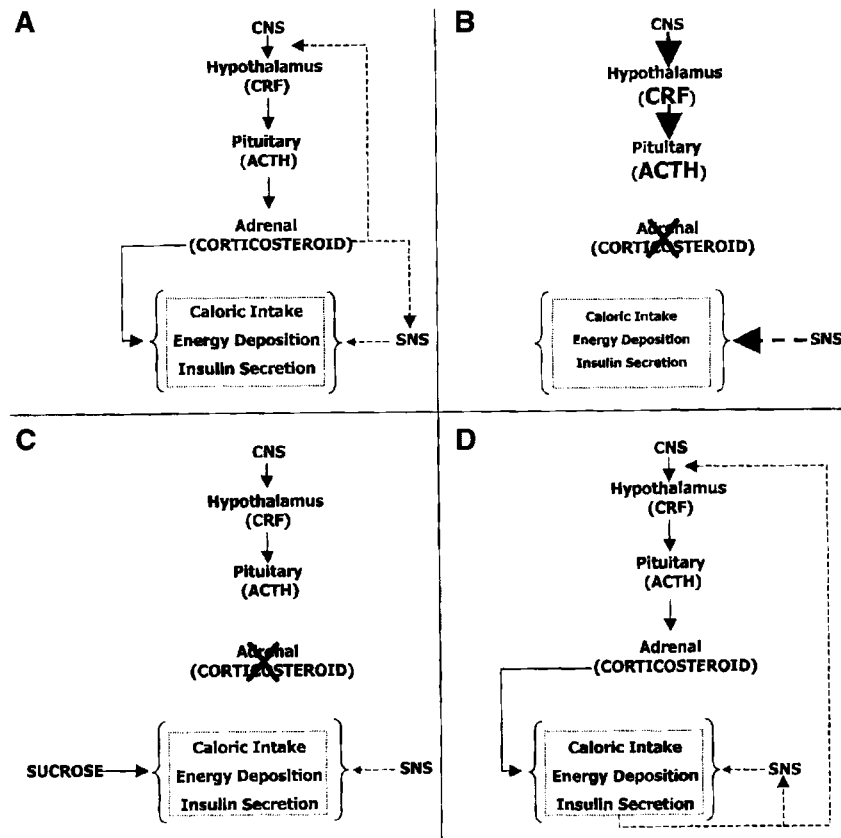 A
CNS
Hypothalamus
(CRF)
Pituitary
(ACTH)
Adrenal
(CORTICOSTEROID)
Caloric Intake
Energy Deposition
Insulin Secretion
SNS
B
CNS
Hypothalamus
(CRF)
Pituitary
(ACTH)
Adrenal
(CORTICOSTEROID)
Caloric Intake
Energy Deposition
Insulin Secretion
SNS
C
CNS
Hypothalamus
(CRF)
Pituitary
(ACTH)
Adrenal
(CORTICOSTEROID)
SUCROSE
Caloric Intake
Energy Deposition
Insulin Secretion
SNS
D
CNS
Hypothalamus
(CRF)
Pituitary
(ACTH)
Adrenal
(CORTICOSTEROID)
Caloric Intake
Energy Deposition
Insulin Secretion
SNS